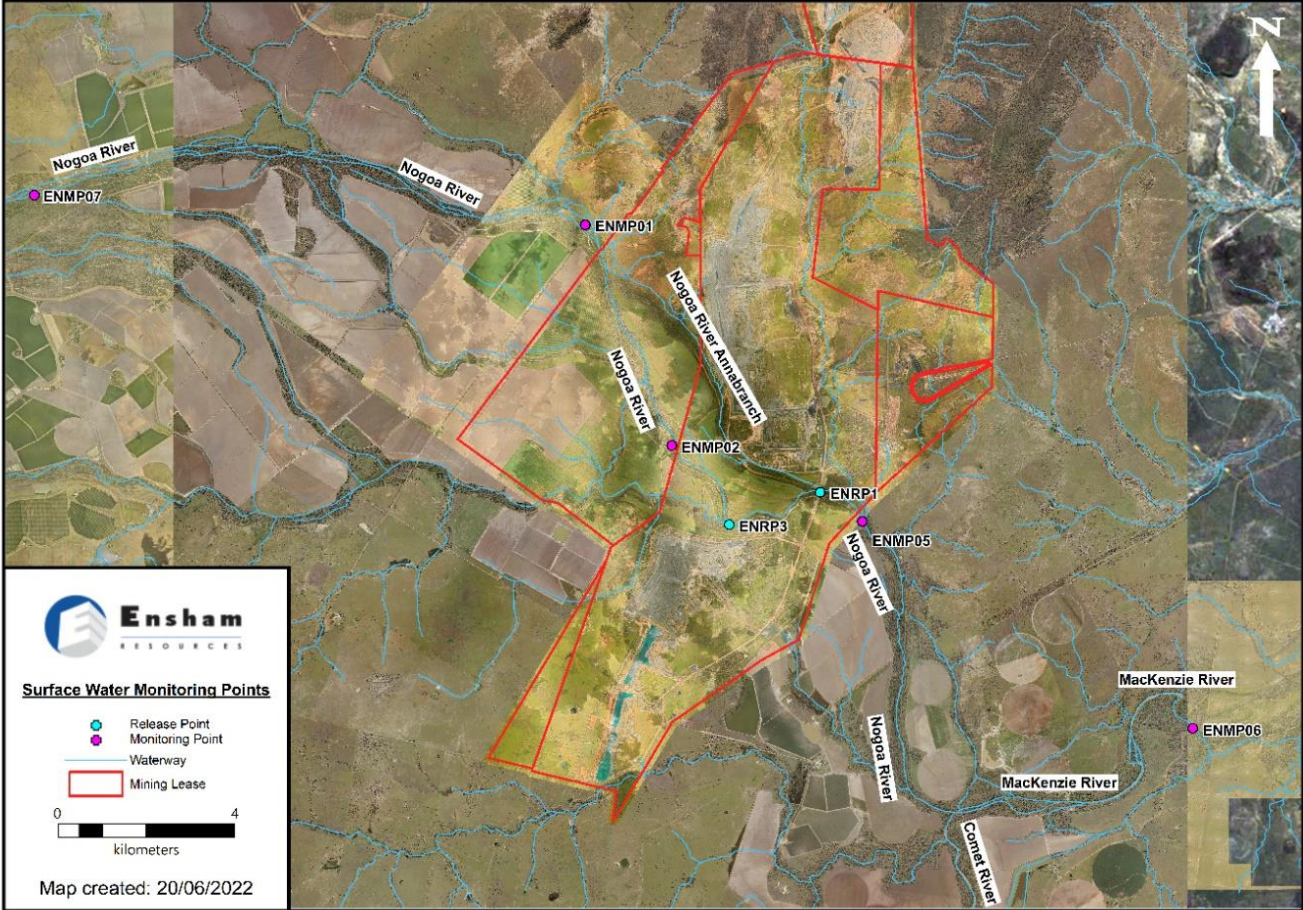 N
Nogoa River
Nogoa River
ENMP07
ENMP01
Nogoa River Annabranch
Nogoa River
ENMP02
ENRP1
ENRP3
ENMP05
Nogoa River
MacKenzie River
ENMP06
Nogoa River
MacKenzie River
Comet River
Ensham
RESOURCES
Surface Water Monitoring Points
Release Point
Monitoring Point
Waterway
Mining Lease
0 4
kilometers
Map created: 20/06/2022